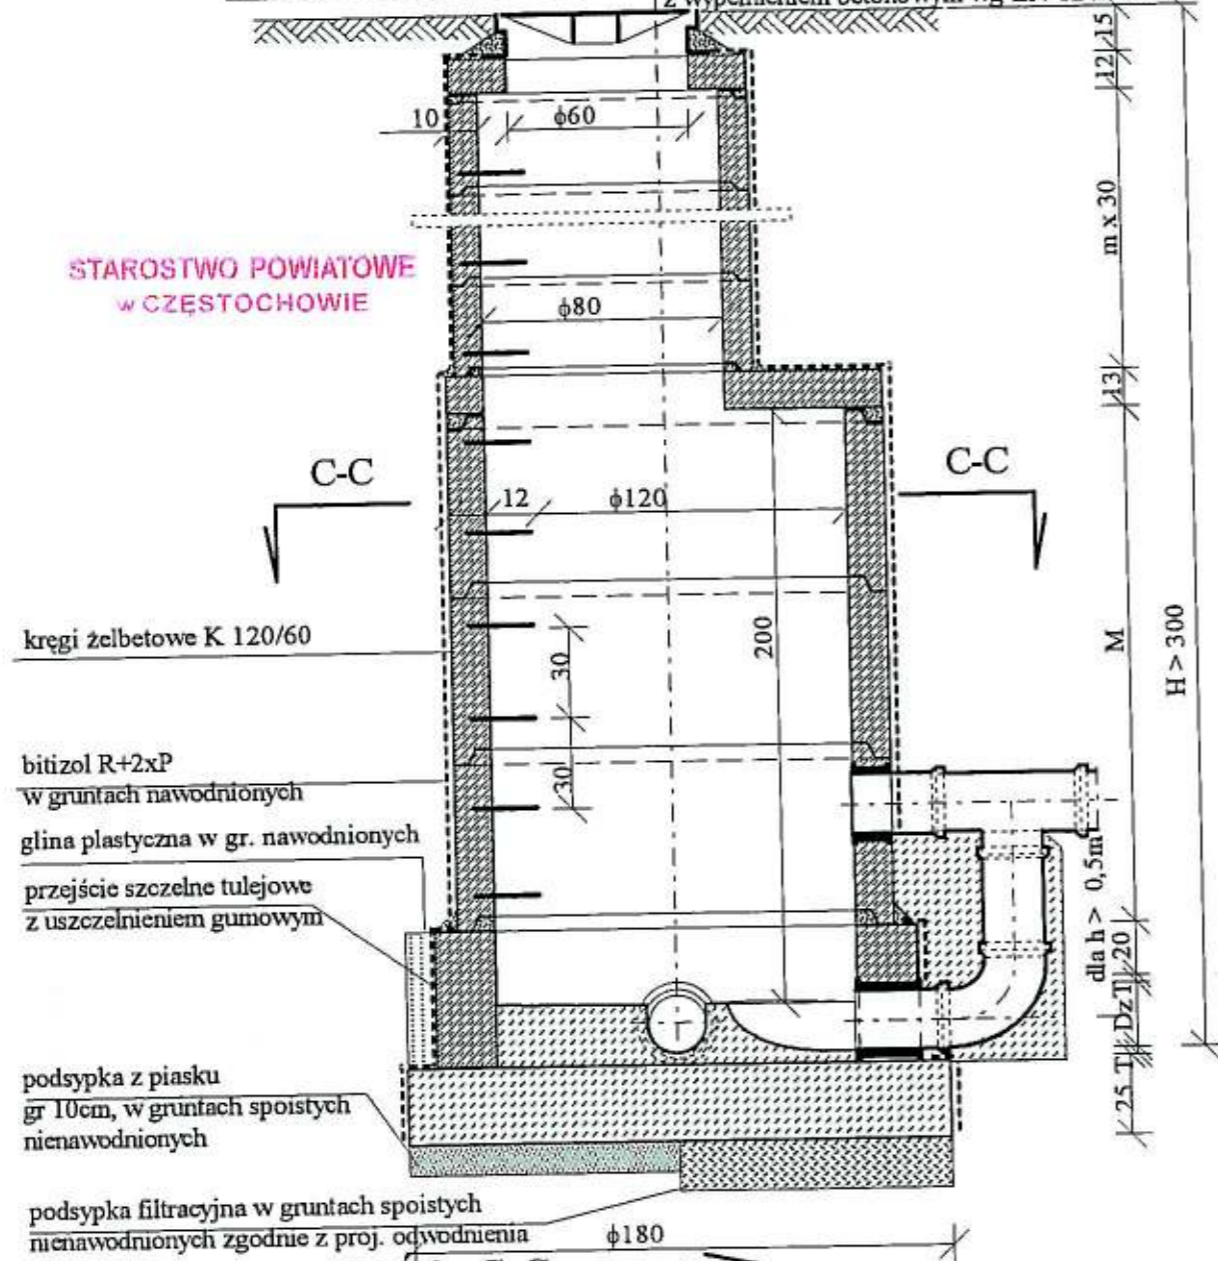 z wypełnieniem betonowym wg
15
12
10
ϕ60
m x 30
STAROSTWO POWIATOWE
w CZĘSTOCHOWIE
ϕ80
13
C-C
C-C
12
ϕ120
kręgi żelbetowe K 120/60
30
200
M
H > 300
bitizol R+2xP
w gruntach nawodnionych
30
glina plastyczna w gr. nawodnionych
przejście szczelne tulejowe
z uszczelnieniem gumowym
dla h > 0,5m
20
T
Dz
T
25
podsypka z piasku
gr 10cm, w gruntach spoistych
nienawodnionych
podsypka filtracyjna w gruntach spoistych
nienawodnionych zgodnie z proj. odwodnienia
ϕ180